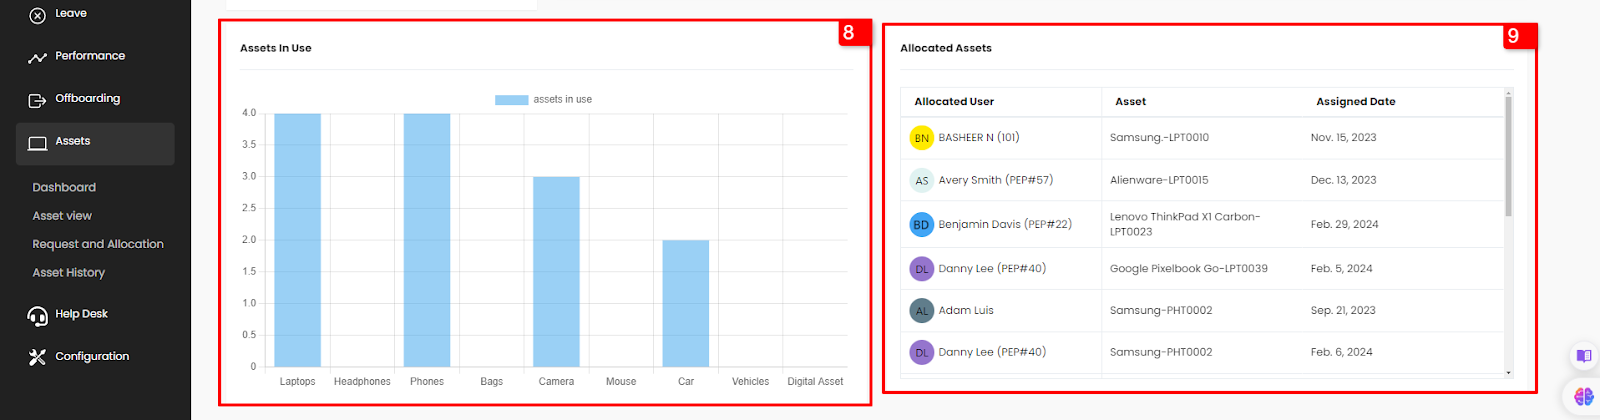 Leave
Performance
Offboarding
Assets
Dashboard
Asset view
Request and Allocation
Asset History
Help Desk
Configuration
8
Assets In Use
assets in use
4.0
3.5
3.0
2.5
2.0
1.5
1.0
0.5
0
Laptops Headphones Phones Bags Camera Mouse Car Vehicles Digital Asset
9
Allocated Assets
Allocated User Asset Assigned Date
BN BASHEER N (101) Samsung.-LPT0010 Nov. 15, 2023
AS Avery Smith (PEP#57) Alienware-LPT0015 Dec. 13, 2023
BD Benjamin Davis (PEP#22) Lenovo ThinkPad X1 Carbon-
LPT0023 Feb. 29, 2024
DL Danny Lee (PEP#40) Google Pixelbook Go-LPT0039 Feb. 5, 2024
AL Adam Luis Samsung-PHT0002 Sep. 21, 2023
DL Danny Lee (PEP#40) Samsung-PHT0002 Feb. 6, 2024